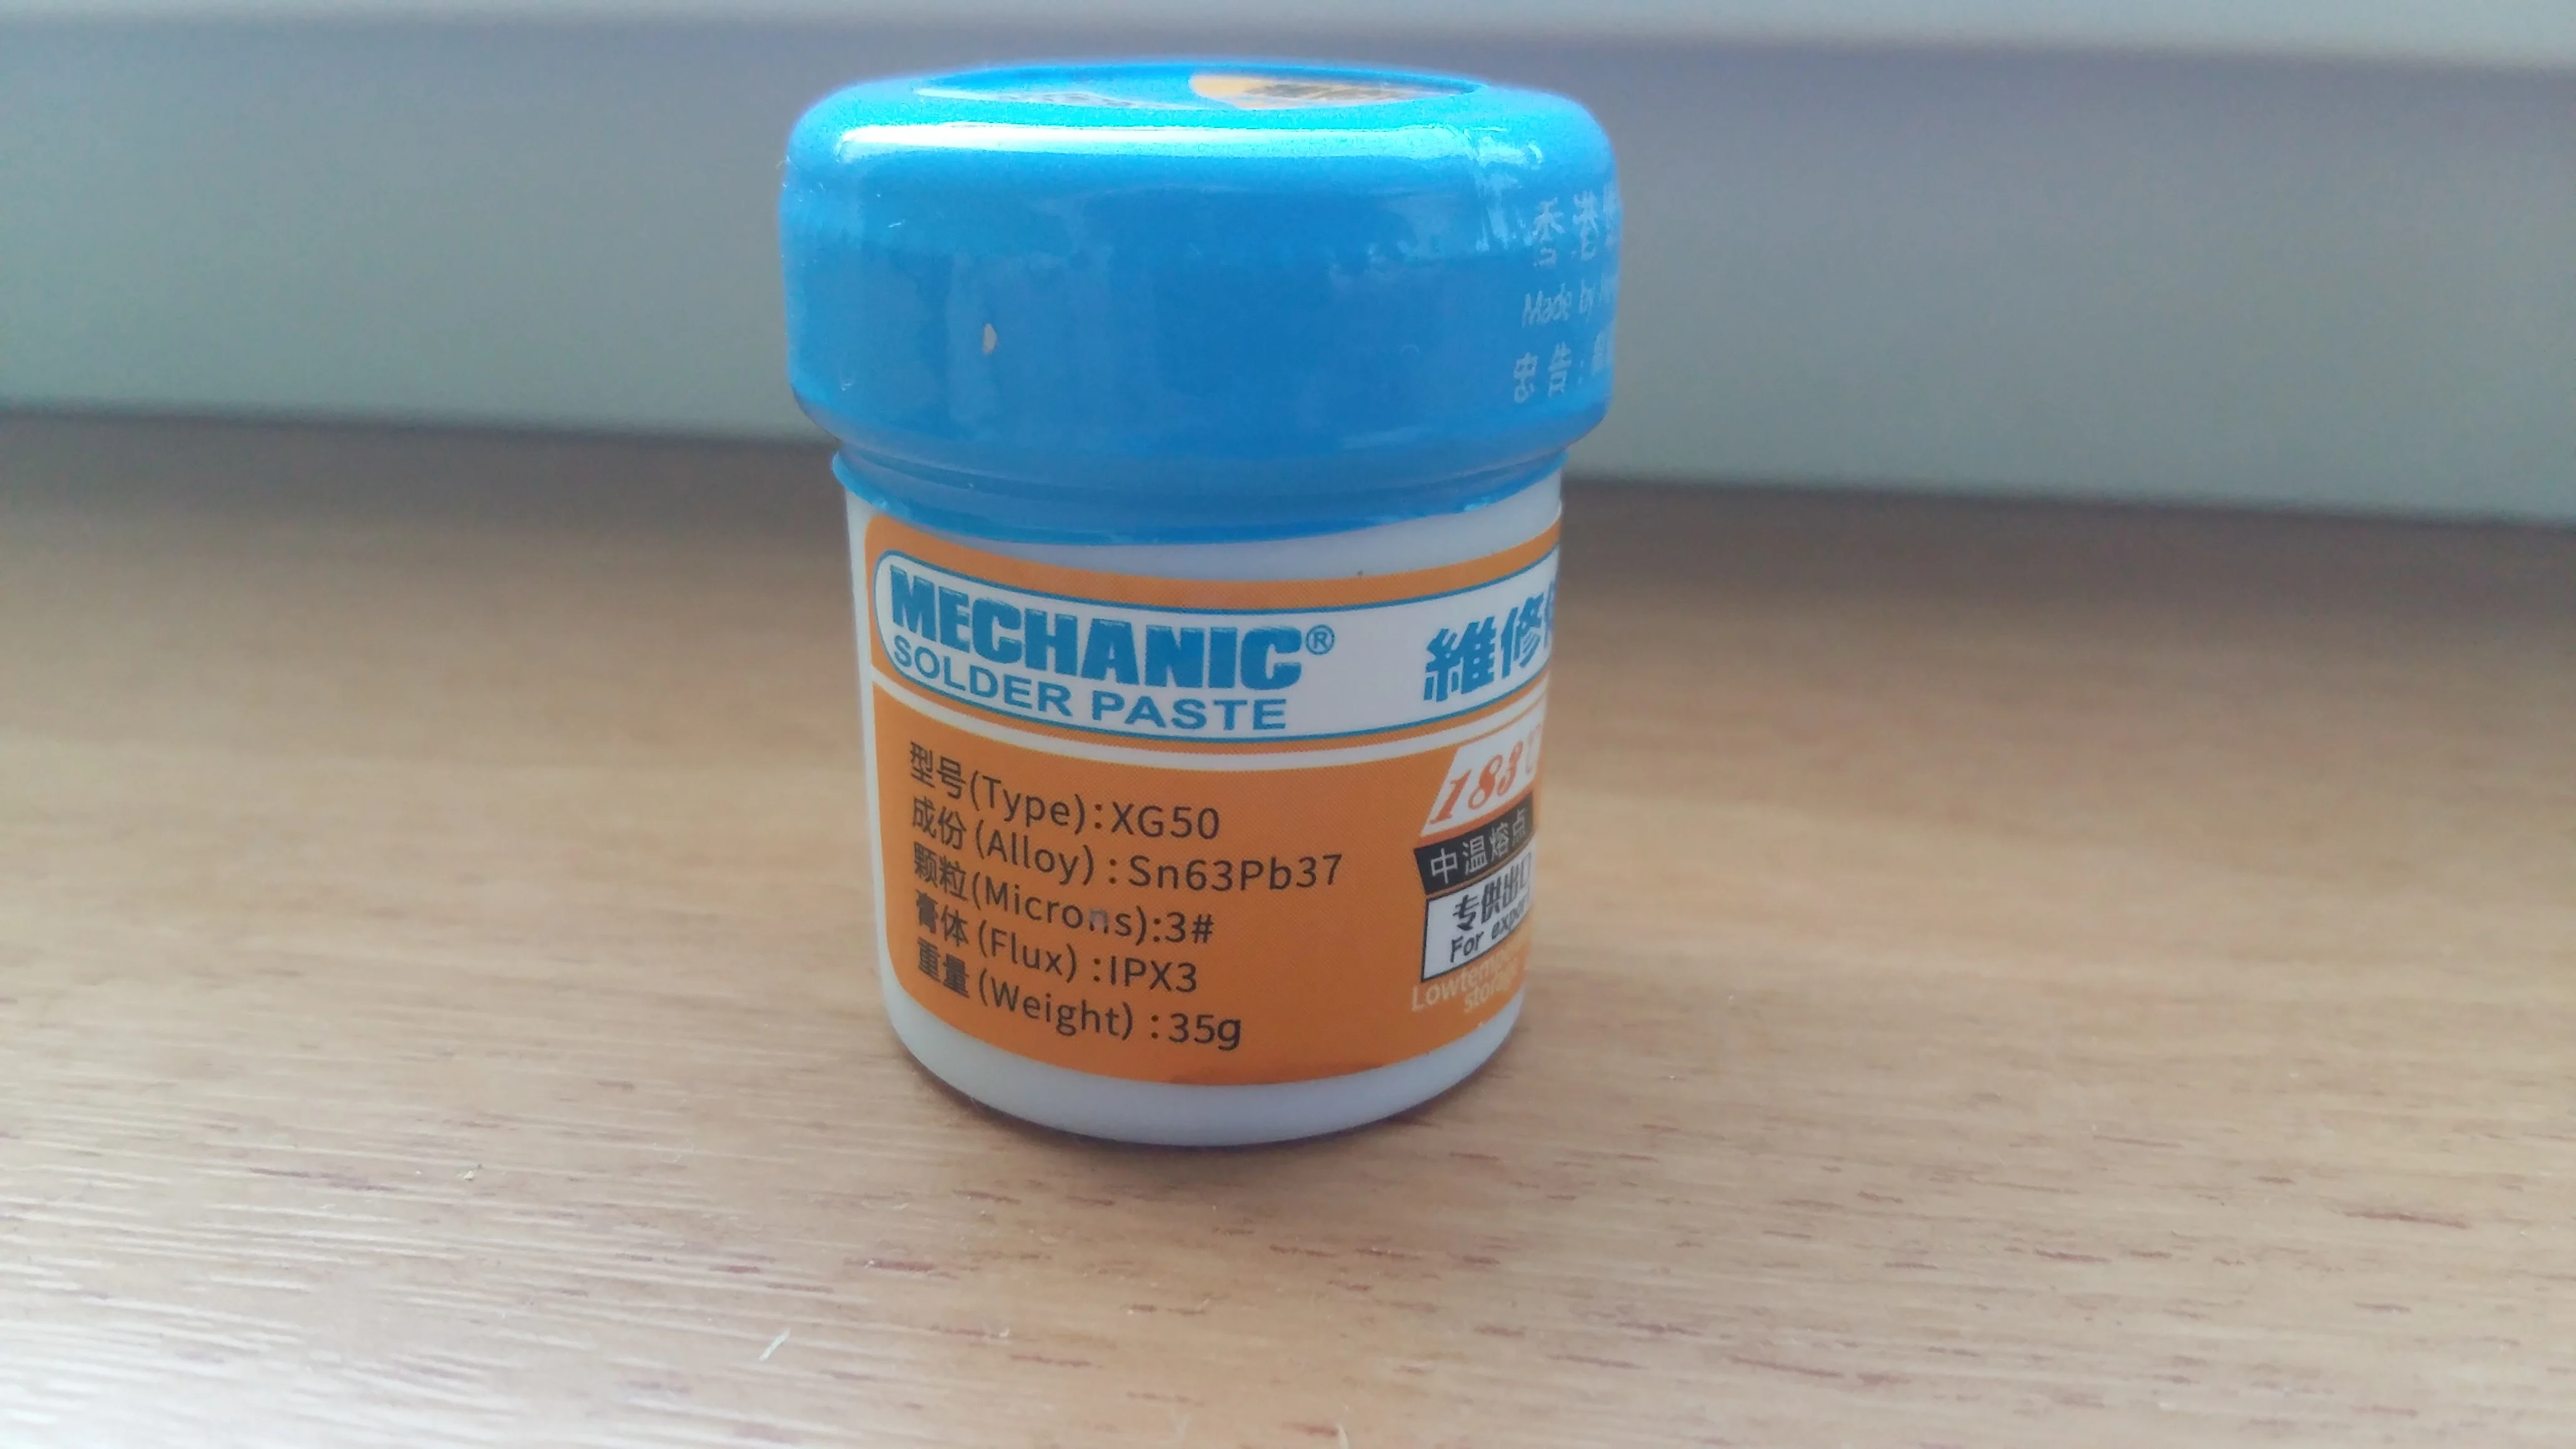 香港
Made by
忠告:
MECHANIC®
SOLDER PASTE
維修
型号(Type):XG50
成份(Alloy):Sn63Pb37
颗粒(Microns):3#
膏体(Flux):IPX3
重量(Weight):35g
183
中温熔点
专供出口
For
storage